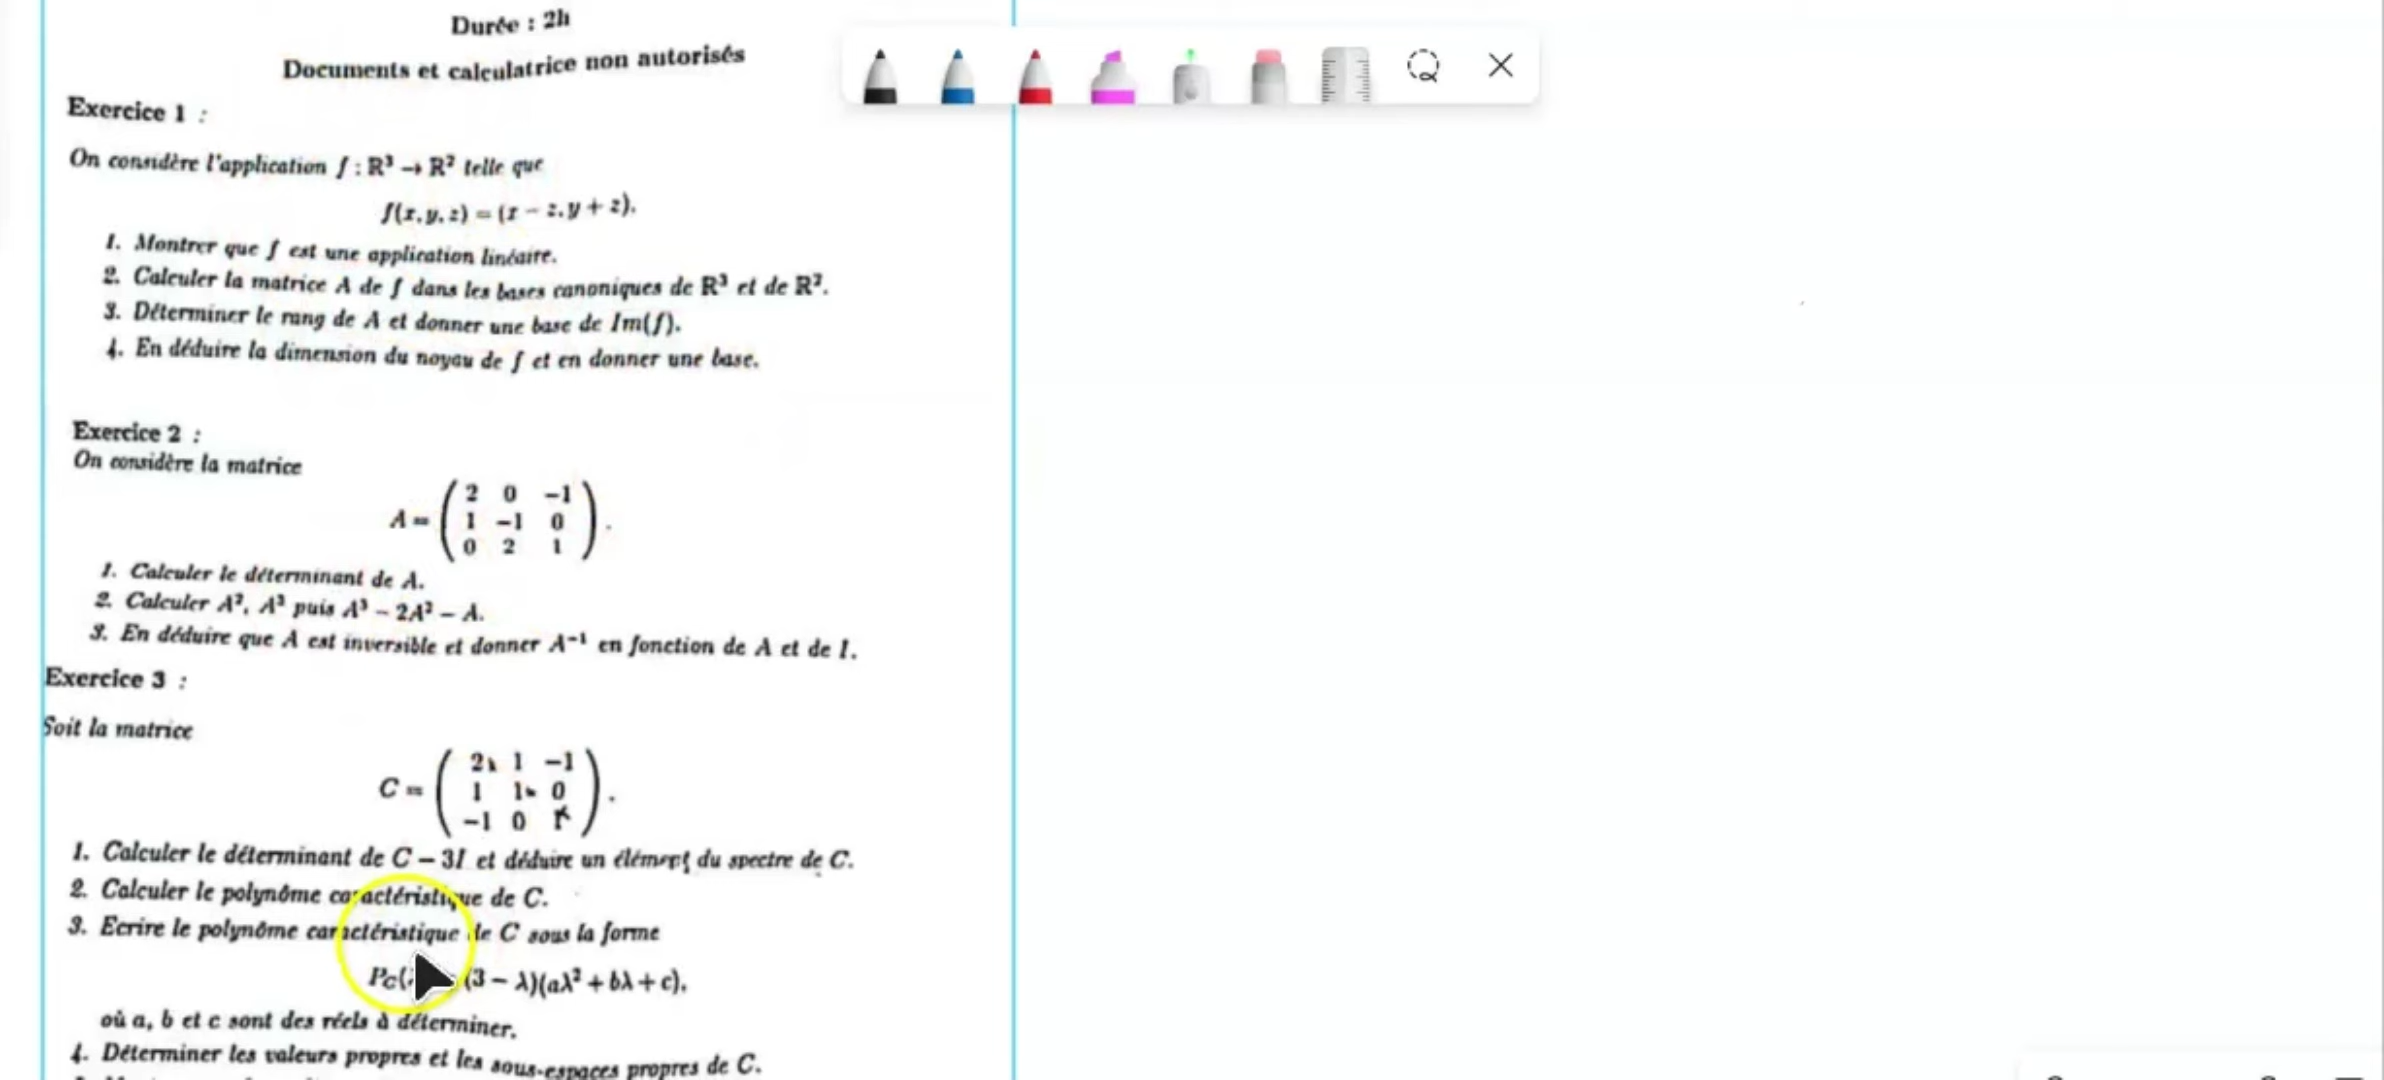 Durée : 2h
Documents et calculatrice non autorisés
Exercice 1 :
On considère l'application f : R³ → R² telle que
f(x, y, z) = (x − z, y + z).
1. Montrer que f est une application linéaire.
2. Calculer la matrice A de f dans les bases canoniques de R³ et de R².
3. Déterminer le rang de A et donner une base de Im(f).
4. En déduire la dimension du noyau de f et en donner une base.
Exercice 2 :
On considère la matrice
2 0 −1
A = ( 1 −1 0 ) .
0 2 1
1. Calculer le déterminant de A.
2. Calculer A², A³ puis A³ − 2A² − A.
3. En déduire que A est inversible et donner A⁻¹ en fonction de A et de I.
Exercice 3 :
Soit la matrice
2 1 −1
C = ( 1 1 0 ) .
−1 0 1
1. Calculer le déterminant de C − 3I et déduire un élément du spectre de C.
2. Calculer le polynôme caractéristique de C.
3. Ecrire le polynôme caractéristique de C sous la forme
P_C( (3 − λ)(aλ² + bλ + c),
où a, b et c sont des réels à déterminer.
4. Déterminer les valeurs propres et les sous-espaces propres de C.